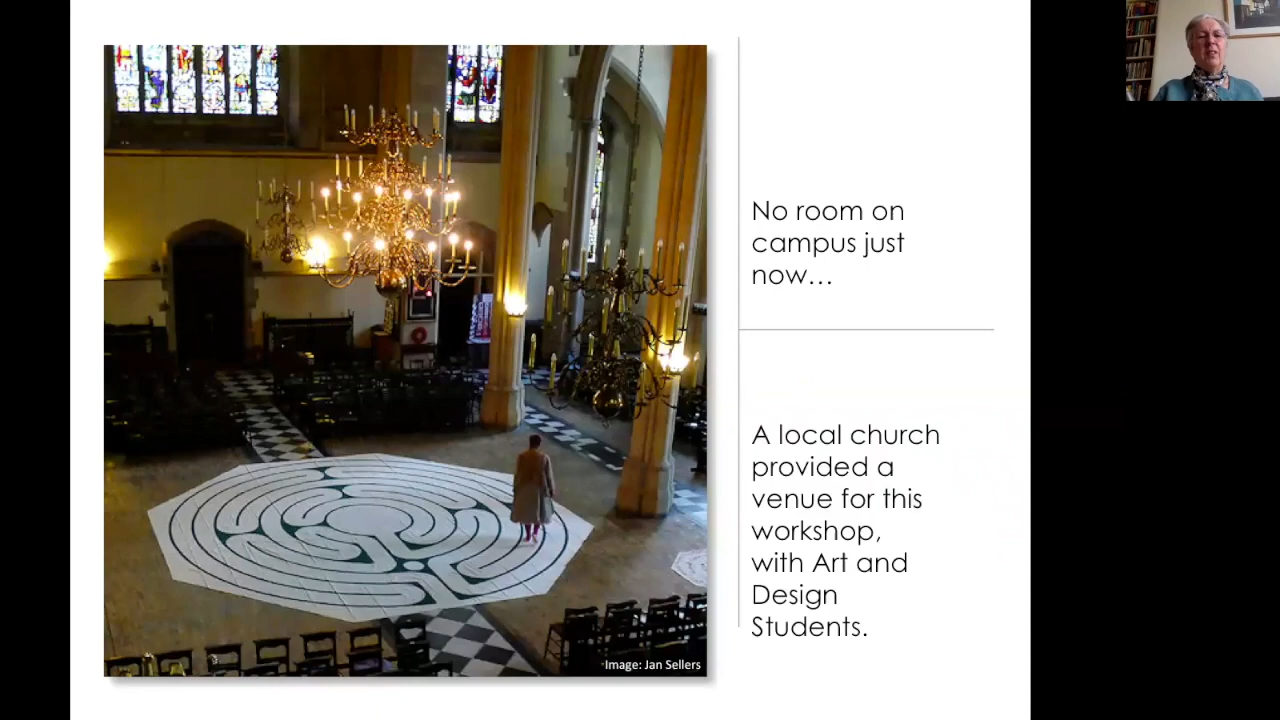 No room on
campus just
now…
A local church
provided a
venue for this
workshop,
with Art and
Design
Students.
Image: Jan Sellers